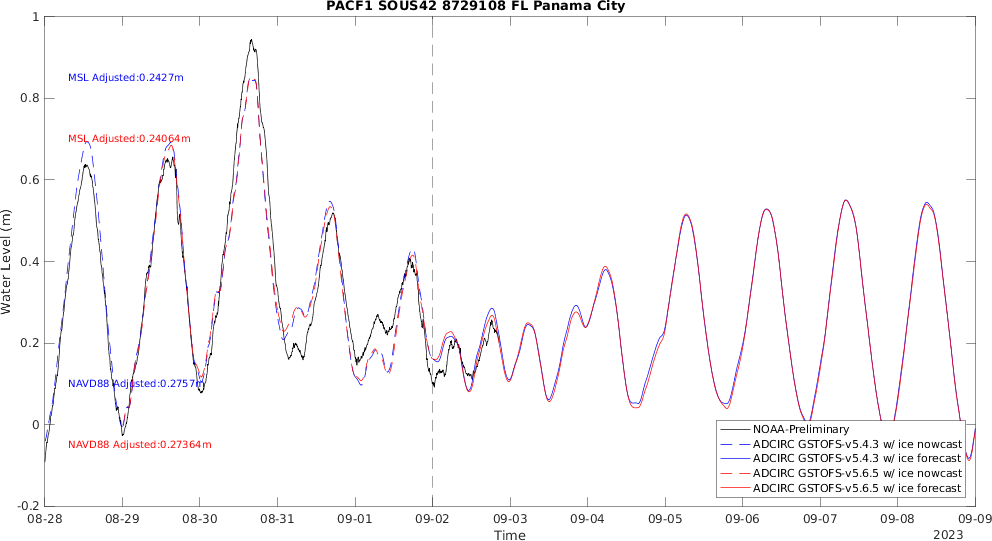 PACF1 SOUS42 8729108 FL Panama City
1
0.8
0.6
0.4
0.2
0
-0.2
Water Level (m)
MSL Adjusted:0.2427m
MSL Adjusted:0.24064m
NAVD88 Adjusted:0.2757m
NAVD88 Adjusted:0.27364m
NOAA-Preliminary
ADCIRC GSTOFS-v5.4.3 w/ ice nowcast
ADCIRC GSTOFS-v5.4.3 w/ ice forecast
ADCIRC GSTOFS-v5.6.5 w/ ice nowcast
ADCIRC GSTOFS-v5.6.5 w/ ice forecast
08-28 08-29 08-30 08-31 09-01 09-02 09-03 09-04 09-05 09-06 09-07 09-08 09-09
Time
2023